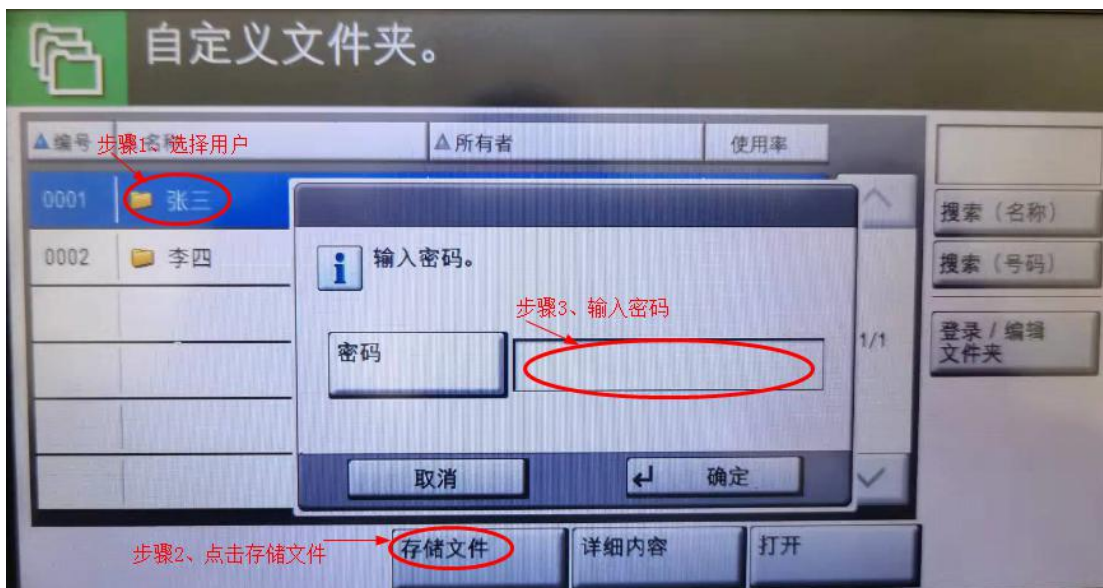 自定义文件夹。
编号 名称 所有者 使用率
步骤1、选择用户
0001 张三
搜索（名称）
0002 李四
搜索（号码）
输入密码。
步骤3、输入密码
密码
1/1
登录 / 编辑
文件夹
取消 确定
步骤2、点击存储文件
存储文件 详细内容 打开